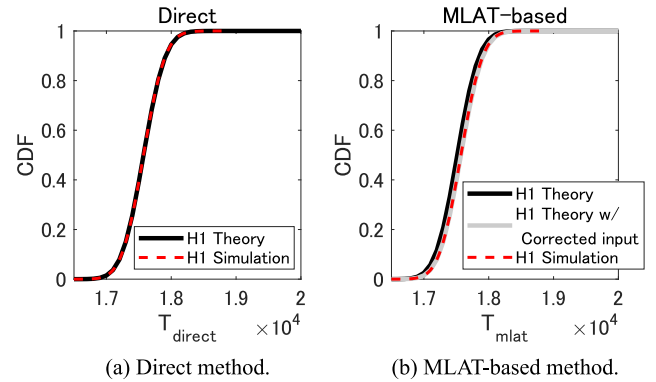 Direct
CDF
1
0.8
0.6
0.4
0.2
0
H1 Theory
H1 Simulation
1.7 1.8 1.9 2
T_direct ×10^4
(a) Direct method.
MLAT-based
CDF
1
0.8
0.6
0.4
0.2
0
H1 Theory
H1 Theory w/
Corrected input
H1 Simulation
1.7 1.8 1.9 2
T_mlat ×10^4
(b) MLAT-based method.